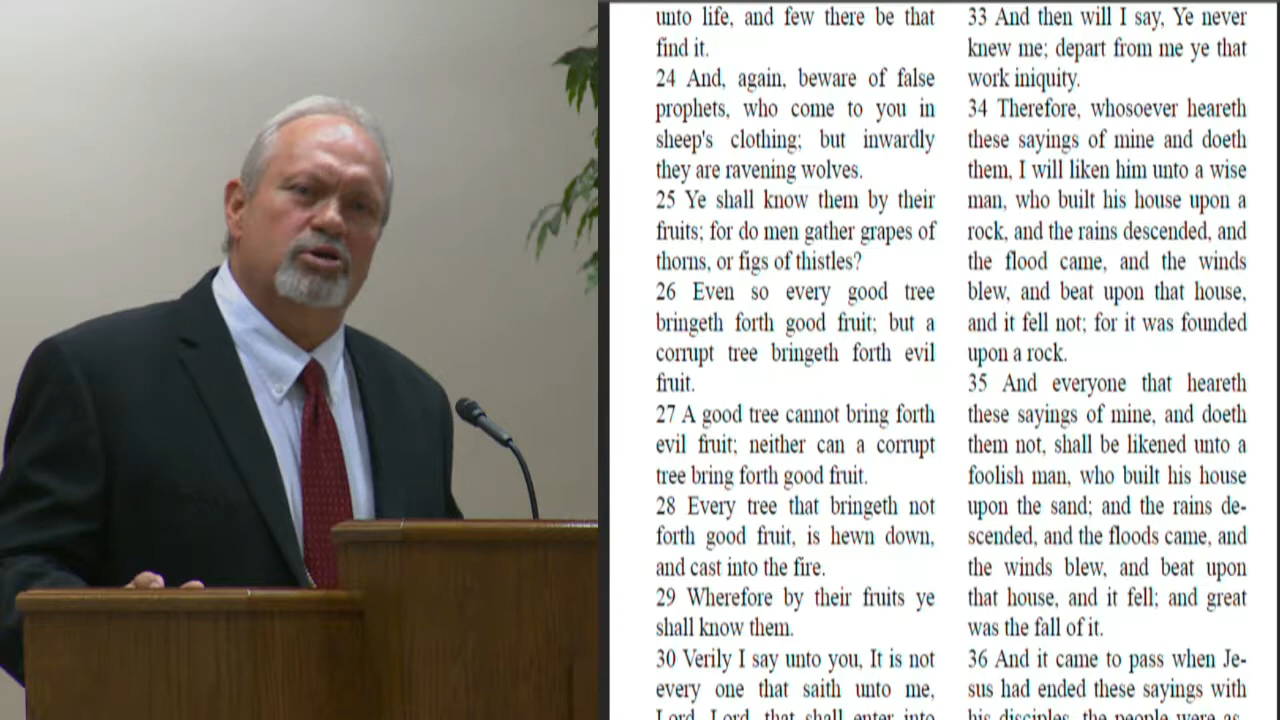 unto life, and few there be that
find it.
24 And, again, beware of false
prophets, who come to you in
sheep's clothing; but inwardly
they are ravening wolves.
25 Ye shall know them by their
fruits; for do men gather grapes of
thorns, or figs of thistles?
26 Even so every good tree
bringeth forth good fruit; but a
corrupt tree bringeth forth evil
fruit.
27 A good tree cannot bring forth
evil fruit; neither can a corrupt
tree bring forth good fruit.
28 Every tree that bringeth not
forth good fruit, is hewn down,
and cast into the fire.
29 Wherefore by their fruits ye
shall know them.
30 Verily I say unto you, It is not
every one that saith unto me,
Lord, Lord, that shall enter into
33 And then will I say, Ye never
knew me; depart from me ye that
work iniquity.
34 Therefore, whosoever heareth
these sayings of mine and doeth
them, I will liken him unto a wise
man, who built his house upon a
rock, and the rains descended, and
the flood came, and the winds
blew, and beat upon that house,
and it fell not; for it was founded
upon a rock.
35 And everyone that heareth
these sayings of mine, and doeth
them not, shall be likened unto a
foolish man, who built his house
upon the sand; and the rains de-
scended, and the floods came, and
the winds blew, and beat upon
that house, and it fell; and great
was the fall of it.
36 And it came to pass when Je-
sus had ended these sayings with
his disciples, the people were as-